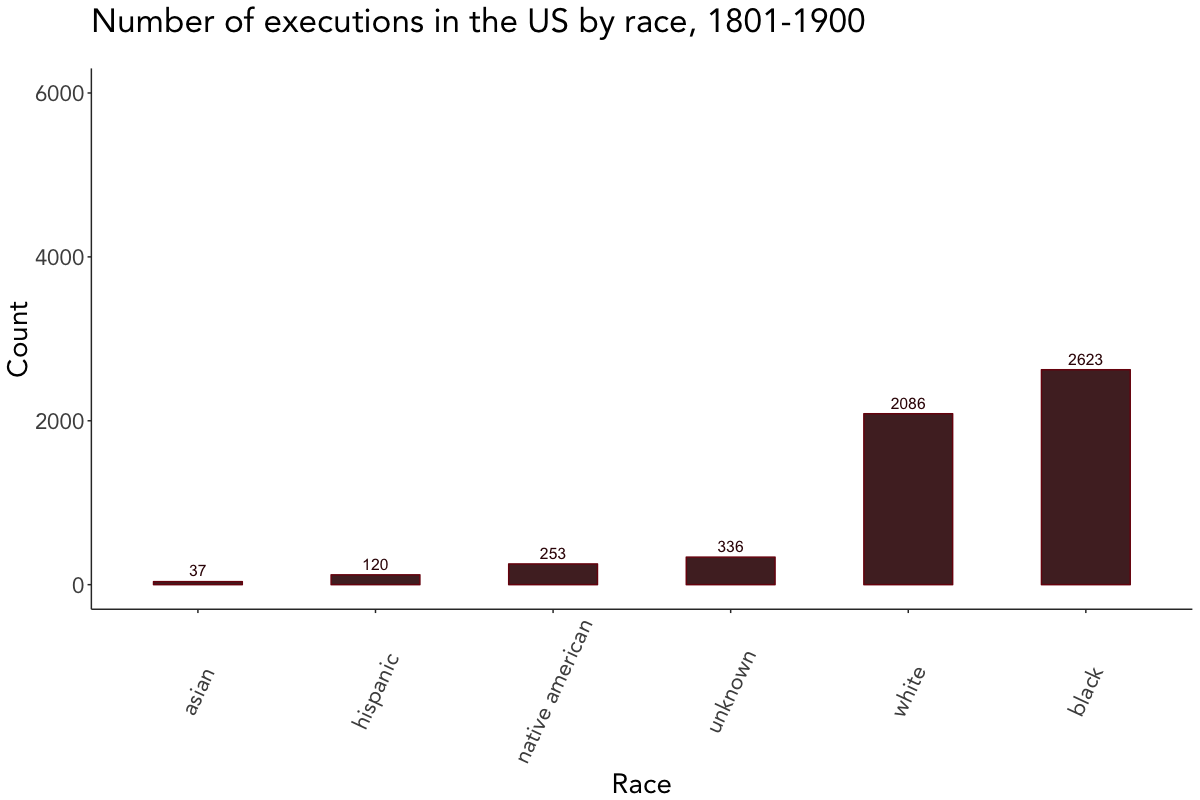 Number of executions in the US by race, 1801-1900
6000
4000
2000
0
Count
37
120
253
336
2086
2623
asian
hispanic
native american
unknown
white
black
Race